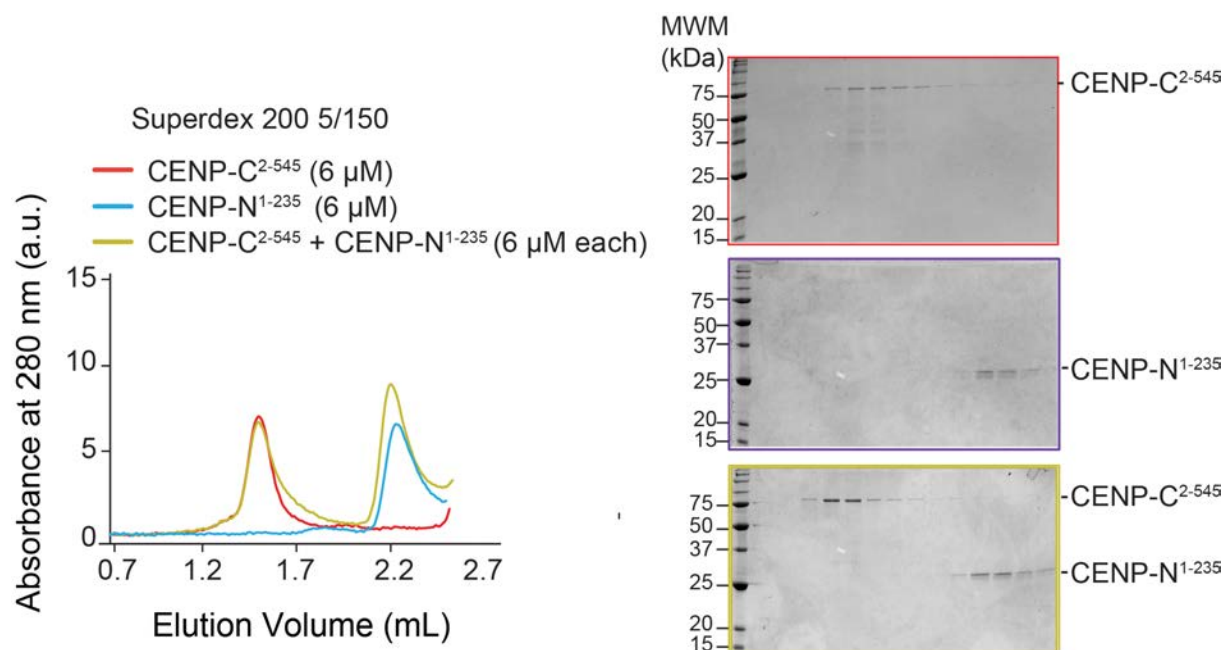 Superdex 200 5/150
CENP-C²⁻⁵⁴⁵ (6 µM)
CENP-N¹⁻²³⁵ (6 µM)
CENP-C²⁻⁵⁴⁵ + CENP-N¹⁻²³⁵ (6 µM each)
Absorbance at 280 nm (a.u.)
15
10
5
0
0.7 1.2 1.7 2.2 2.7
Elution Volume (mL)
MWM
(kDa)
75
50
37
25
20
15
CENP-C²⁻⁵⁴⁵
75
50
37
25
20
15
CENP-N¹⁻²³⁵
75
50
37
25
20
15
CENP-C²⁻⁵⁴⁵
CENP-N¹⁻²³⁵